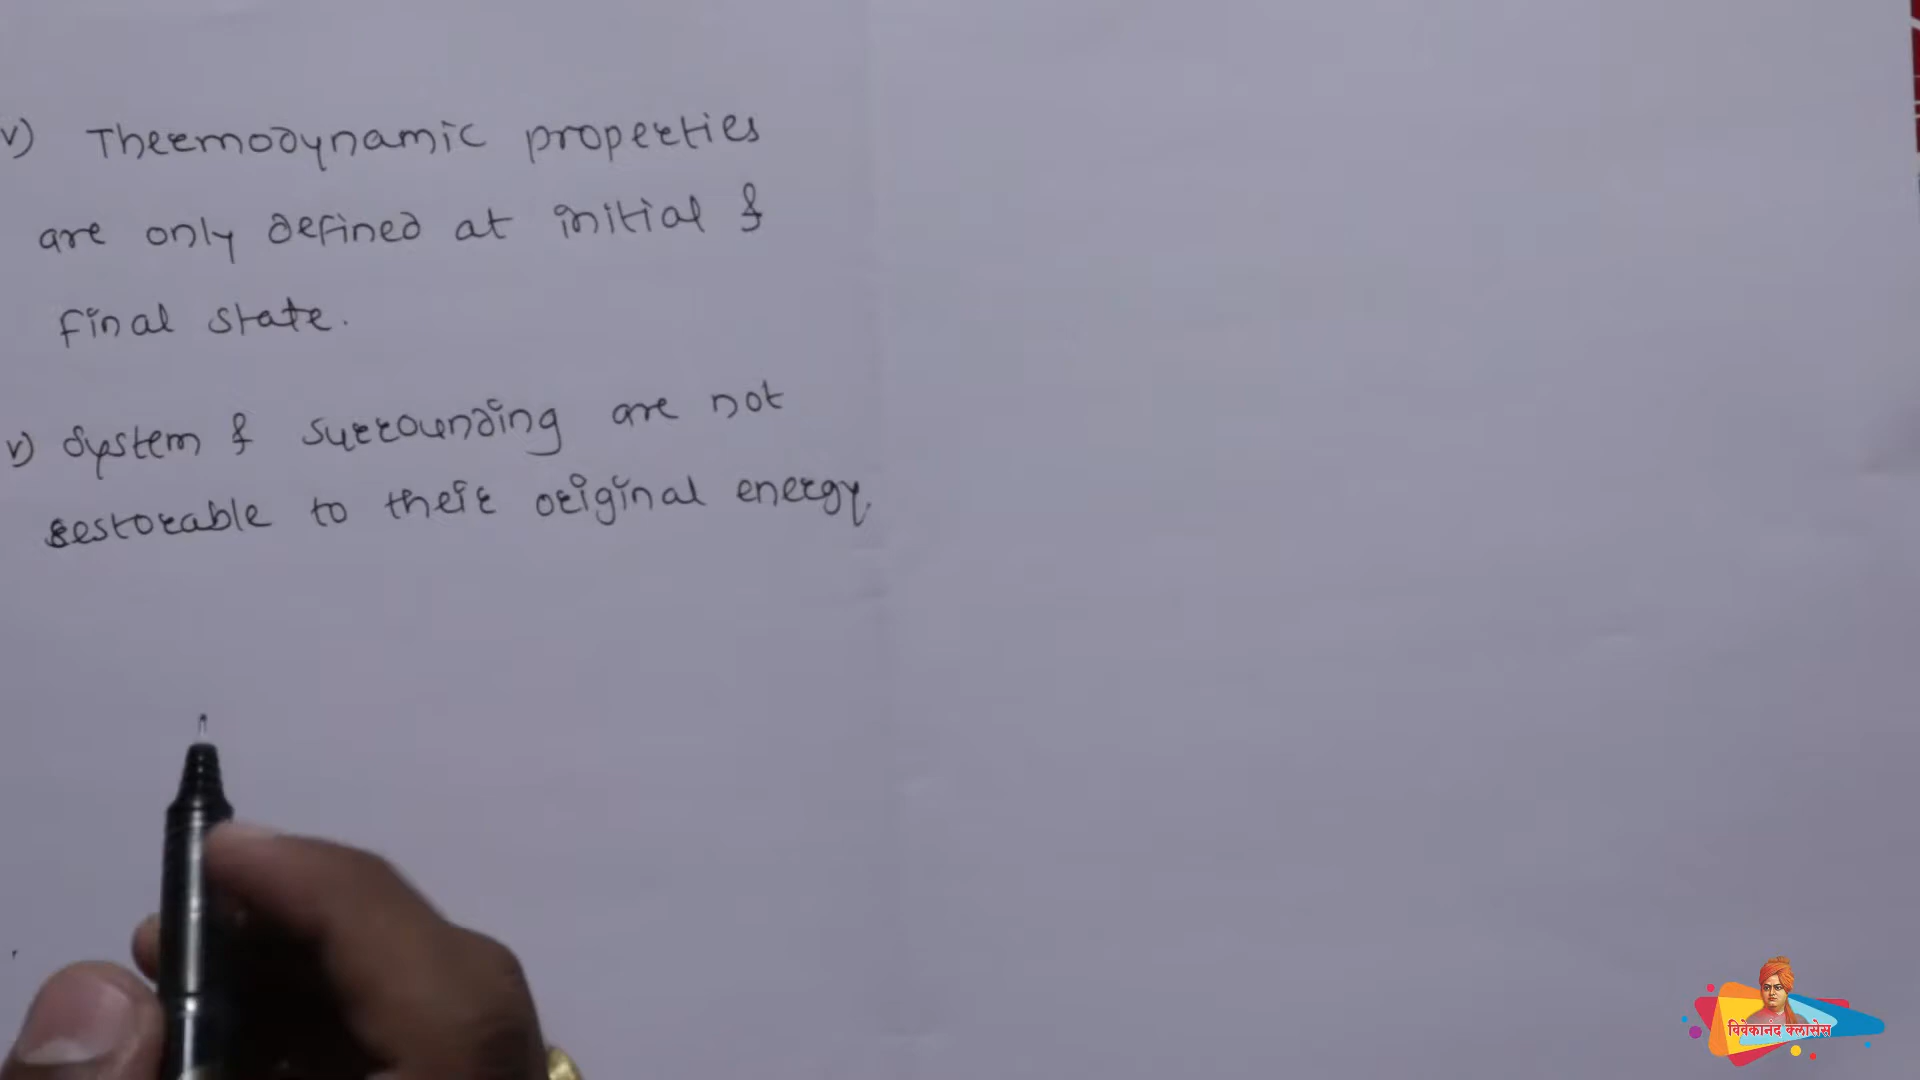 v) Thermodynamic properties
are only defined at initial &
final state.
v) System & surrounding are not
restorable to their original energy.
विवेकानंद क्लासेस